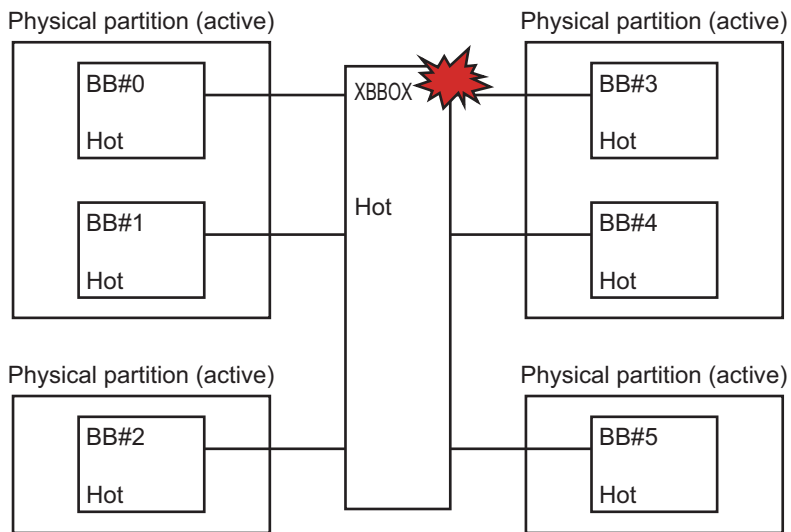 Physical partition (active)
BB#0
Hot
BB#1
Hot
XBBOX
Hot
Physical partition (active)
BB#3
Hot
BB#4
Hot
Physical partition (active)
BB#2
Hot
Physical partition (active)
BB#5
Hot